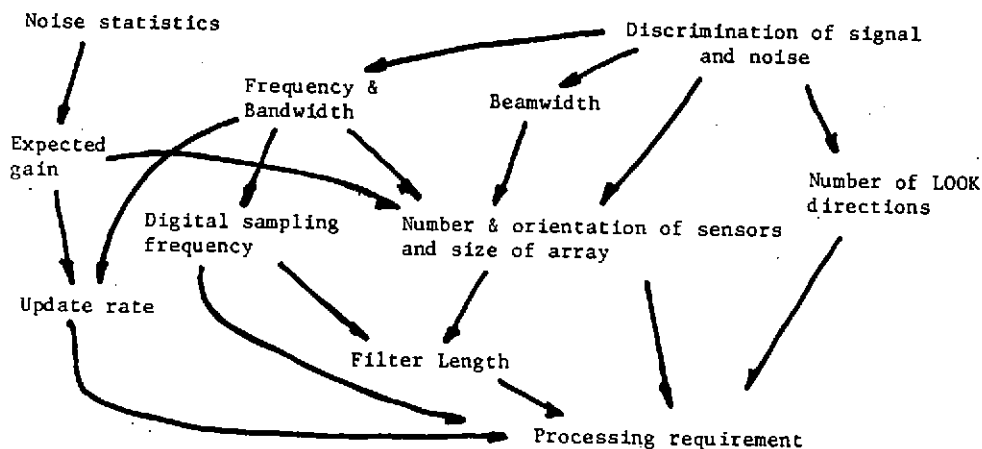 Noise statistics
Discrimination of signal
and noise
Frequency &
Bandwidth
Beamwidth
Expected
gain
Number of LOOK
directions
Digital sampling
frequency
Number & orientation of sensors
and size of array
Update rate
Filter Length
Processing requirement